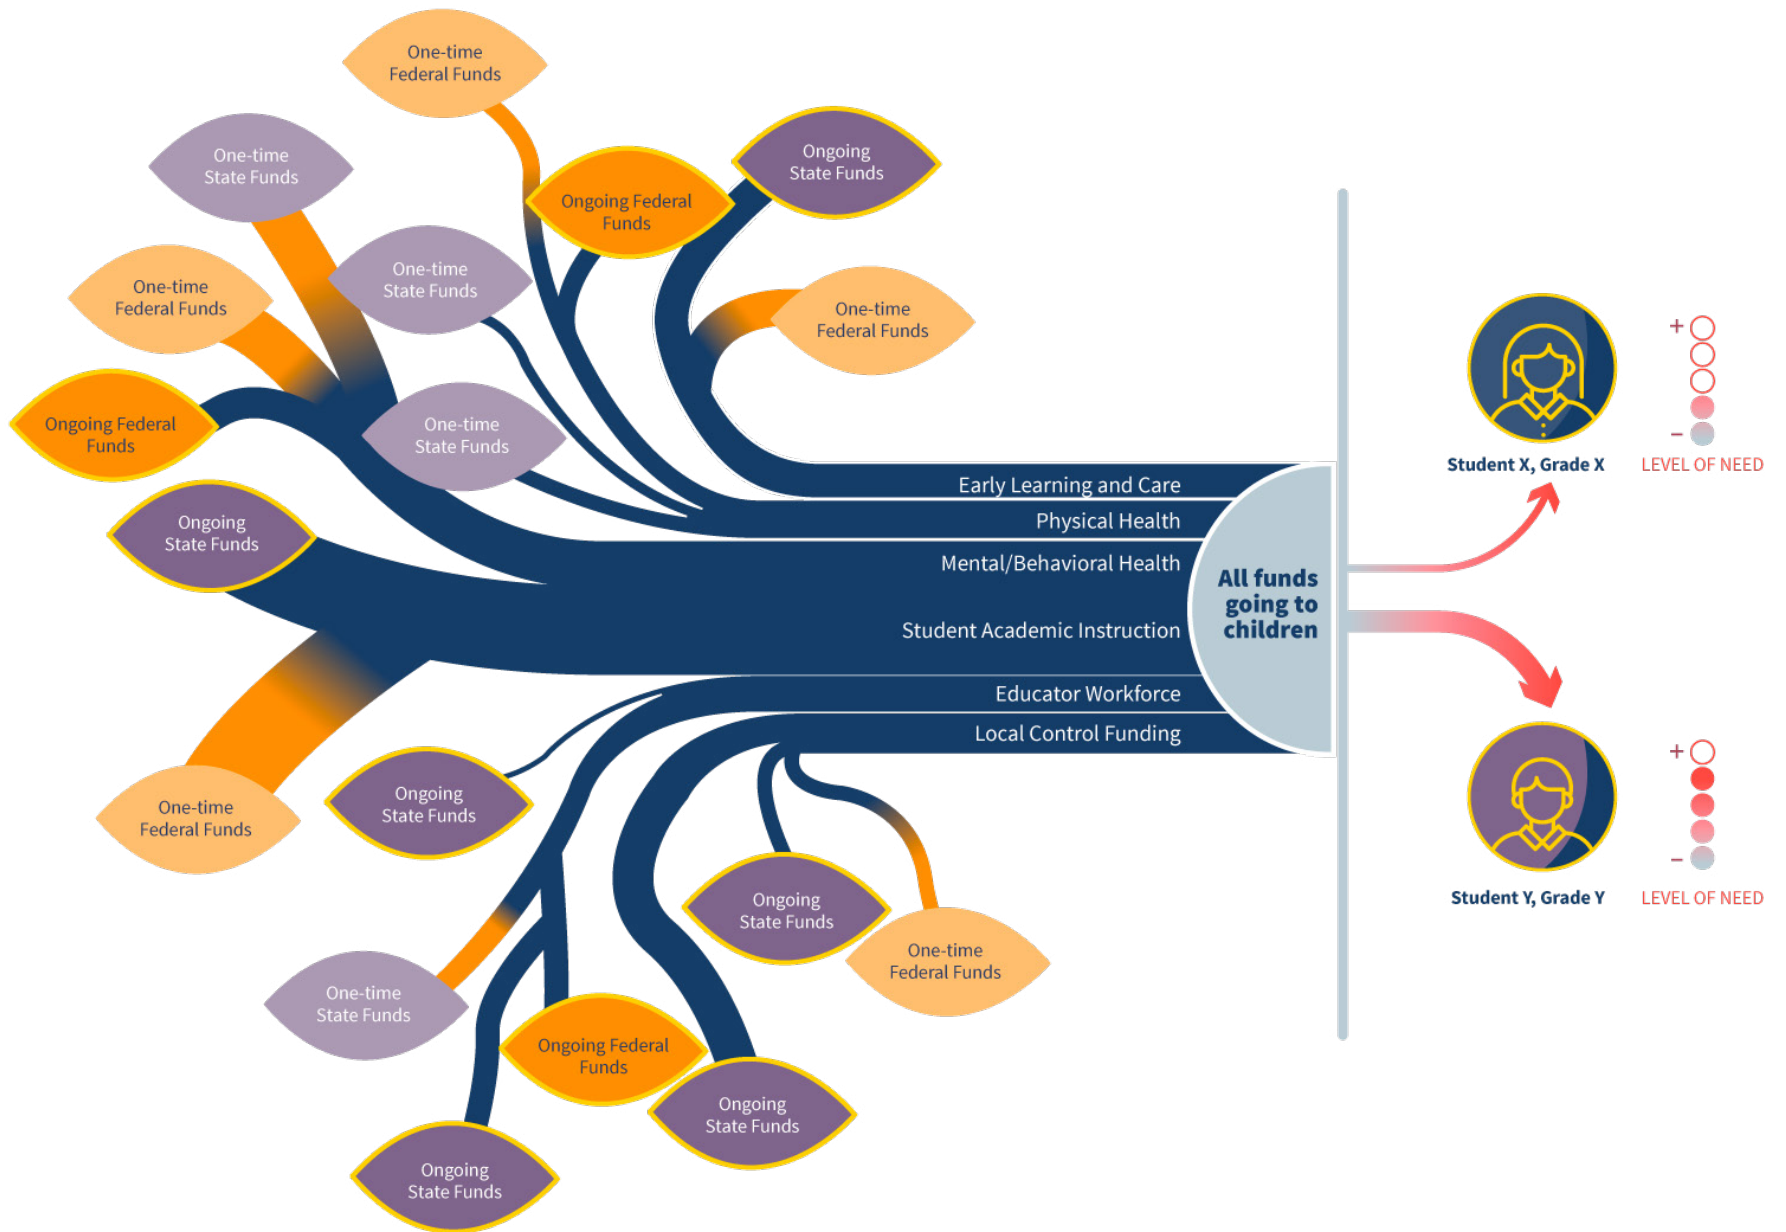 One-time
Federal Funds
One-time
State Funds
Ongoing
State Funds
Ongoing Federal
Funds
One-time
State Funds
One-time
Federal Funds
One-time
Federal Funds
Ongoing Federal
Funds
One-time
State Funds
Ongoing
State Funds
One-time
Federal Funds
Ongoing
State Funds
One-time
State Funds
Ongoing
State Funds
Ongoing Federal
Funds
Ongoing
State Funds
Ongoing
State Funds
One-time
Federal Funds
Early Learning and Care
Physical Health
Mental/Behavioral Health
Student Academic Instruction
Educator Workforce
Local Control Funding
All funds
going to
children
+
−
Student X, Grade X
LEVEL OF NEED
+
−
Student Y, Grade Y
LEVEL OF NEED